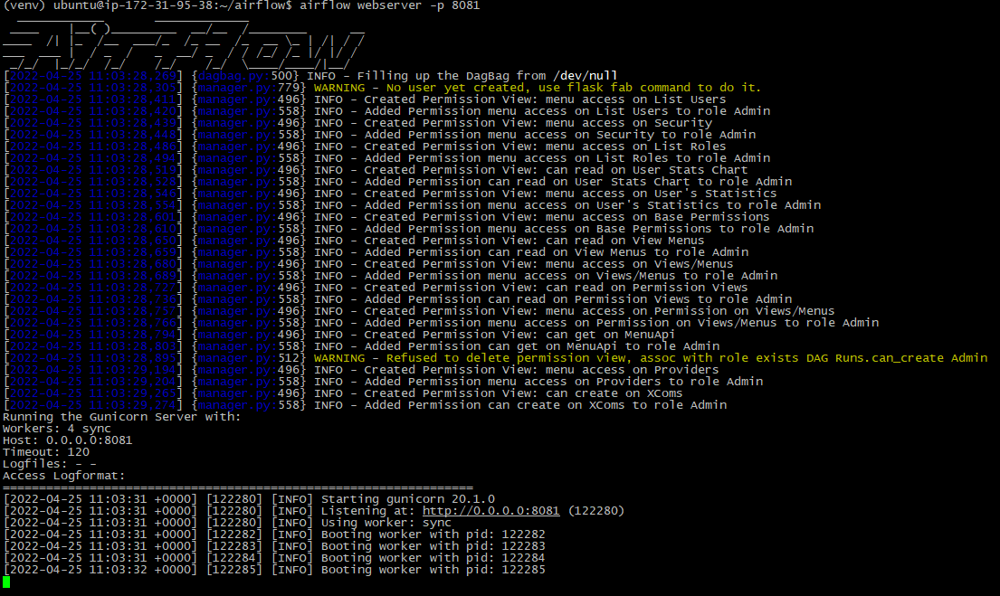 (venv) ubuntu@ip-172-31-95-38:~/airflow$ airflow webserver -p 8081
  ____________       _____________
 ____    |__( )_________  __/__  /________      __
____  /| |_  /__  ___/_  /_ __  /_  __ \_ | /| / /
___  ___ |  / _  /   _  __/ _  / / /_/ /_ |/ |/ /
 _/_/  |_/_/  /_/    /_/    /_/  \____/____/|__/
[2022-04-25 11:03:28,269] {dagbag.py:500} INFO - Filling up the DagBag from /dev/null
[2022-04-25 11:03:28,305] {manager.py:779} WARNING - No user yet created, use flask fab command to do it.
[2022-04-25 11:03:28,411] {manager.py:496} INFO - Created Permission View: menu access on List Users
[2022-04-25 11:03:28,420] {manager.py:558} INFO - Added Permission menu access on List Users to role Admin
[2022-04-25 11:03:28,439] {manager.py:496} INFO - Created Permission View: menu access on Security
[2022-04-25 11:03:28,448] {manager.py:558} INFO - Added Permission menu access on Security to role Admin
[2022-04-25 11:03:28,486] {manager.py:496} INFO - Created Permission View: menu access on List Roles
[2022-04-25 11:03:28,494] {manager.py:558} INFO - Added Permission menu access on List Roles to role Admin
[2022-04-25 11:03:28,519] {manager.py:496} INFO - Created Permission View: can read on User Stats Chart
[2022-04-25 11:03:28,528] {manager.py:558} INFO - Added Permission can read on User Stats Chart to role Admin
[2022-04-25 11:03:28,546] {manager.py:496} INFO - Created Permission View: menu access on User's Statistics
[2022-04-25 11:03:28,554] {manager.py:558} INFO - Added Permission menu access on User's Statistics to role Admin
[2022-04-25 11:03:28,601] {manager.py:496} INFO - Created Permission View: menu access on Base Permissions
[2022-04-25 11:03:28,610] {manager.py:558} INFO - Added Permission menu access on Base Permissions to role Admin
[2022-04-25 11:03:28,650] {manager.py:496} INFO - Created Permission View: can read on View Menus
[2022-04-25 11:03:28,659] {manager.py:558} INFO - Added Permission can read on View Menus to role Admin
[2022-04-25 11:03:28,680] {manager.py:496} INFO - Created Permission View: menu access on Views/Menus
[2022-04-25 11:03:28,689] {manager.py:558} INFO - Added Permission menu access on Views/Menus to role Admin
[2022-04-25 11:03:28,727] {manager.py:496} INFO - Created Permission View: can read on Permission Views
[2022-04-25 11:03:28,736] {manager.py:558} INFO - Added Permission can read on Permission Views to role Admin
[2022-04-25 11:03:28,757] {manager.py:496} INFO - Created Permission View: menu access on Permission on Views/Menus
[2022-04-25 11:03:28,766] {manager.py:558} INFO - Added Permission menu access on Permission on Views/Menus to role Admin
[2022-04-25 11:03:28,794] {manager.py:496} INFO - Created Permission View: can get on MenuApi
[2022-04-25 11:03:28,803] {manager.py:558} INFO - Added Permission can get on MenuApi to role Admin
[2022-04-25 11:03:28,895] {manager.py:512} WARNING - Refused to delete permission view, assoc with role exists DAG Runs.can_create Admin
[2022-04-25 11:03:29,194] {manager.py:496} INFO - Created Permission View: menu access on Providers
[2022-04-25 11:03:29,204] {manager.py:558} INFO - Added Permission menu access on Providers to role Admin
[2022-04-25 11:03:29,265] {manager.py:496} INFO - Created Permission View: can create on XComs
[2022-04-25 11:03:29,274] {manager.py:558} INFO - Added Permission can create on XComs to role Admin
Running the Gunicorn Server with:
Workers: 4 sync
Host: 0.0.0.0:8081
Timeout: 120
Logfiles: - -
Access Logformat:
=================================================================
[2022-04-25 11:03:31 +0000] [122280] [INFO] Starting gunicorn 20.1.0
[2022-04-25 11:03:31 +0000] [122280] [INFO] Listening at: http://0.0.0.0:8081 (122280)
[2022-04-25 11:03:31 +0000] [122280] [INFO] Using worker: sync
[2022-04-25 11:03:31 +0000] [122282] [INFO] Booting worker with pid: 122282
[2022-04-25 11:03:31 +0000] [122283] [INFO] Booting worker with pid: 122283
[2022-04-25 11:03:31 +0000] [122284] [INFO] Booting worker with pid: 122284
[2022-04-25 11:03:32 +0000] [122285] [INFO] Booting worker with pid: 122285